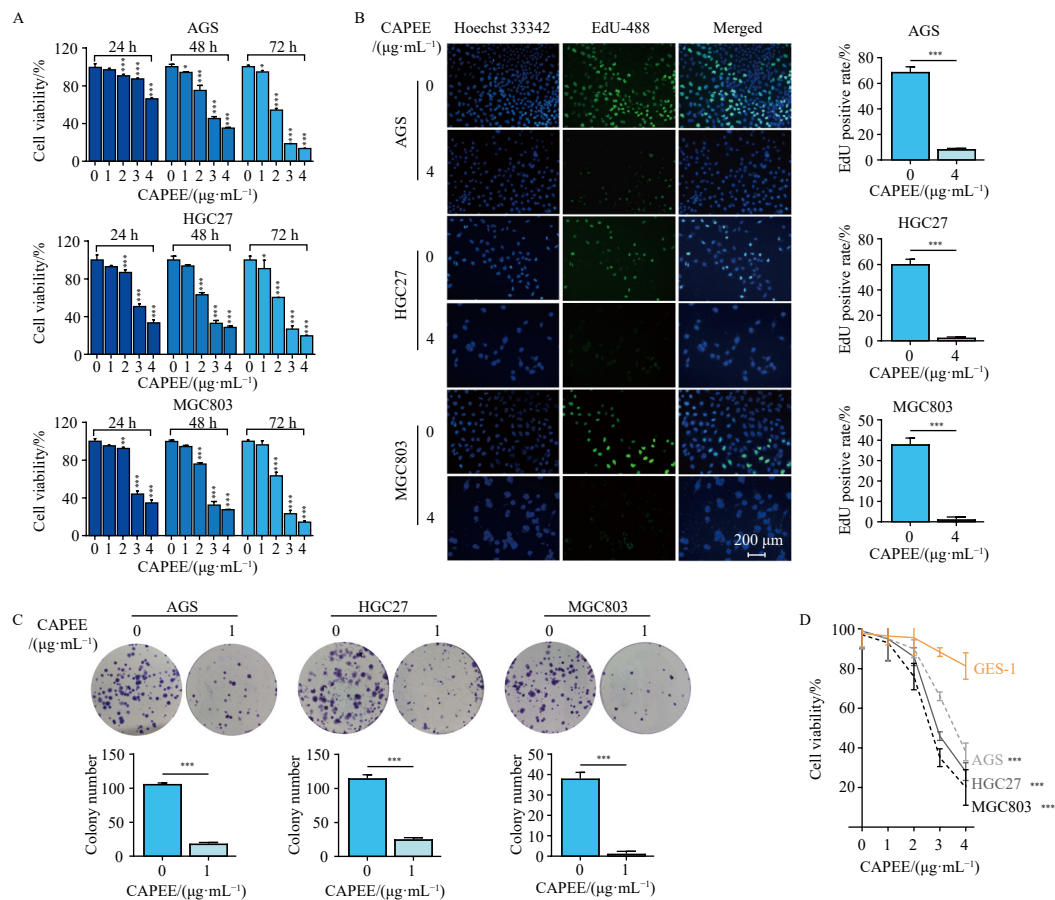 A
AGS
24 h 48 h 72 h
Cell viability/%
120
80
40
0
*** *** *** * *** *** *** * *** *** ***
0 1 2 3 4 0 1 2 3 4 0 1 2 3 4
CAPEE/(μg·mL⁻¹)
HGC27
24 h 48 h 72 h
Cell viability/%
120
80
40
0
*** *** *** *** *** *** * *** *** ***
0 1 2 3 4 0 1 2 3 4 0 1 2 3 4
CAPEE/(μg·mL⁻¹)
MGC803
24 h 48 h 72 h
Cell viability/%
120
80
40
0
** *** *** *** *** *** *** *** ***
0 1 2 3 4 0 1 2 3 4 0 1 2 3 4
CAPEE/(μg·mL⁻¹)
B
CAPEE
/(μg·mL⁻¹)
Hoechst 33342 EdU-488 Merged
AGS
0
4
HGC27
0
4
MGC803
0
4
200 μm
AGS
***
EdU positive rate/%
80
60
40
20
0
0 4
CAPEE/(μg·mL⁻¹)
HGC27
***
EdU positive rate/%
80
60
40
20
0
0 4
CAPEE/(μg·mL⁻¹)
MGC803
***
EdU positive rate/%
50
40
30
20
10
0
0 4
CAPEE/(μg·mL⁻¹)
C
CAPEE
/(μg·mL⁻¹)
AGS HGC27 MGC803
0 1 0 1 0 1
Colony number
150
100
50
0
***
0 1
CAPEE/(μg·mL⁻¹)
Colony number
150
100
50
0
***
0 1
CAPEE/(μg·mL⁻¹)
Colony number
50
40
30
20
10
0
***
0 1
CAPEE/(μg·mL⁻¹)
D
Cell viability/%
100
80
60
40
20
GES-1
AGS ***
HGC27 ***
MGC803 ***
0 1 2 3 4
CAPEE/(μg·mL⁻¹)